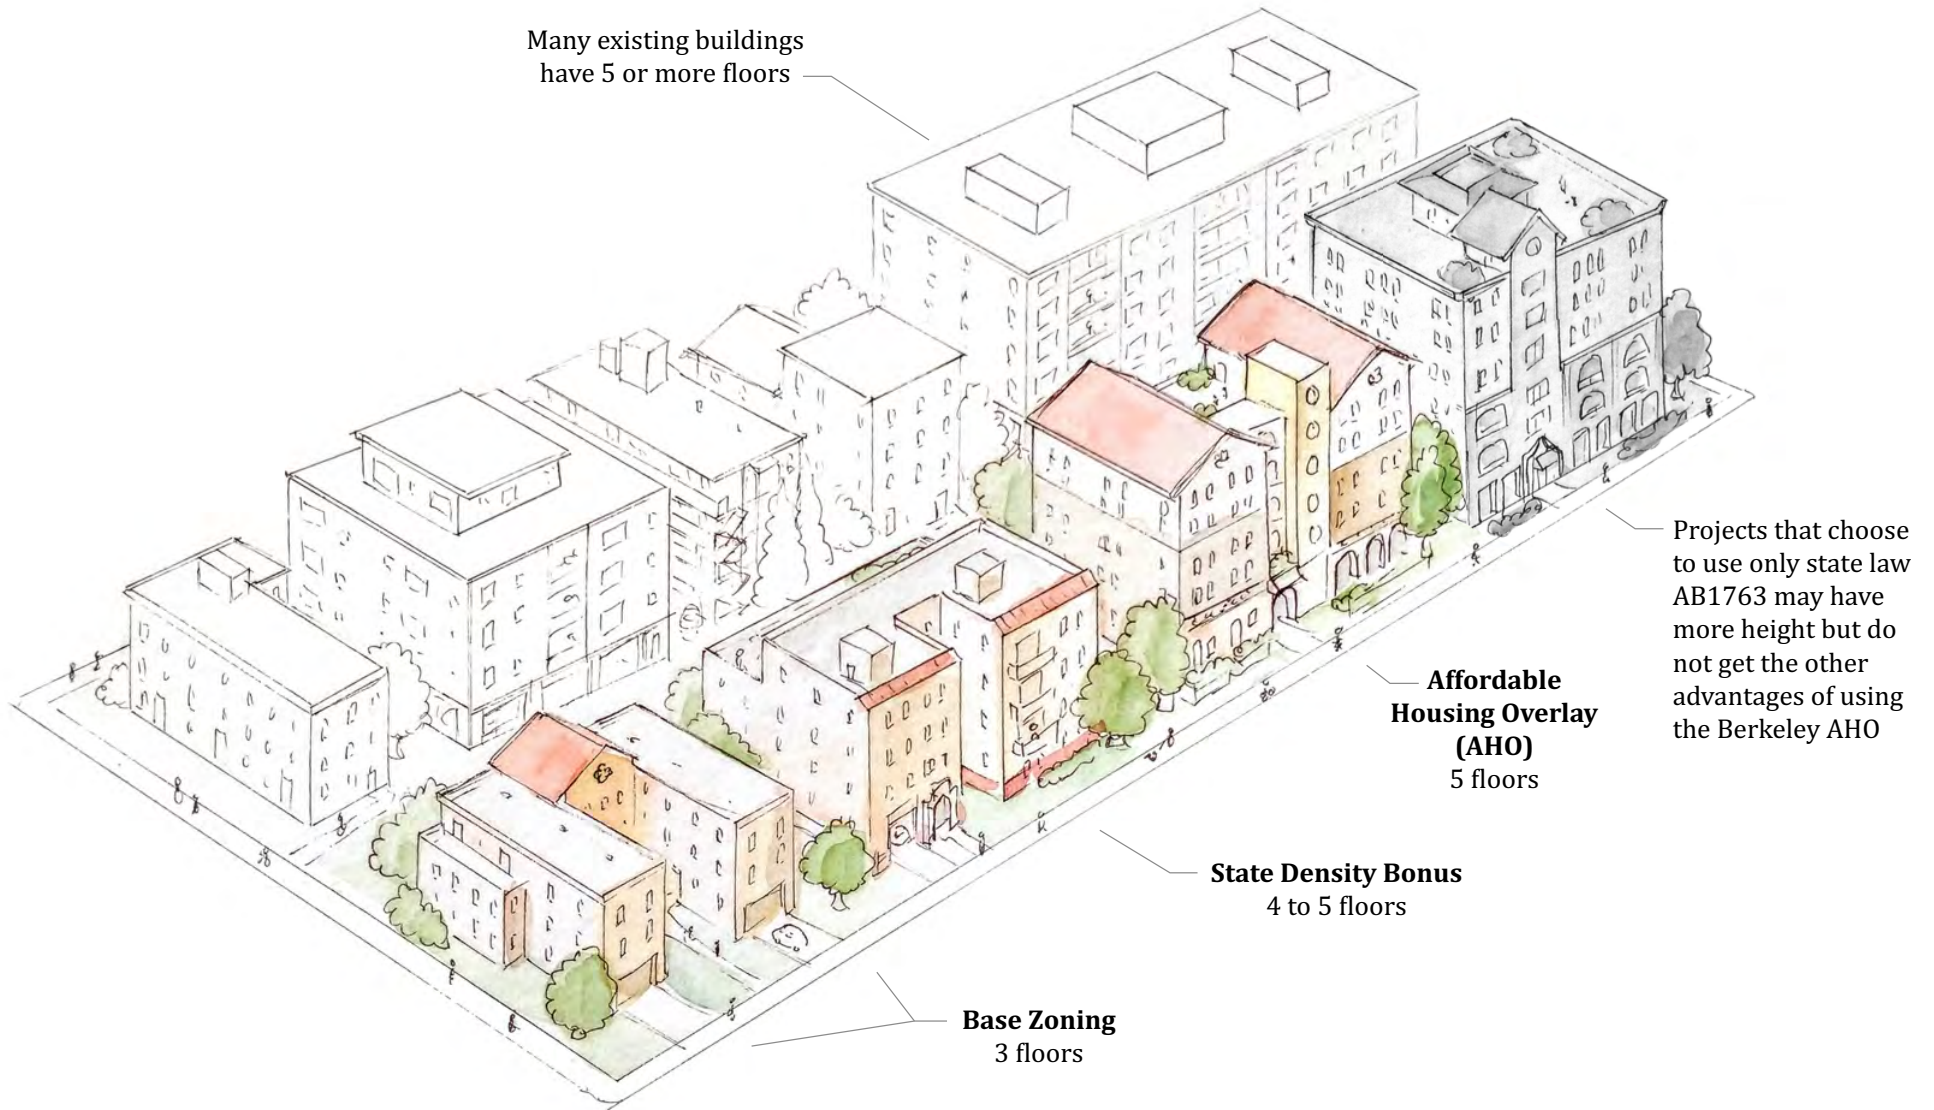 Many existing buildings
have 5 or more floors
Projects that choose
to use only state law
AB1763 may have
more height but do
not get the other
advantages of using
the Berkeley AHO
Affordable
Housing Overlay
(AHO)
5 floors
State Density Bonus
4 to 5 floors
Base Zoning
3 floors